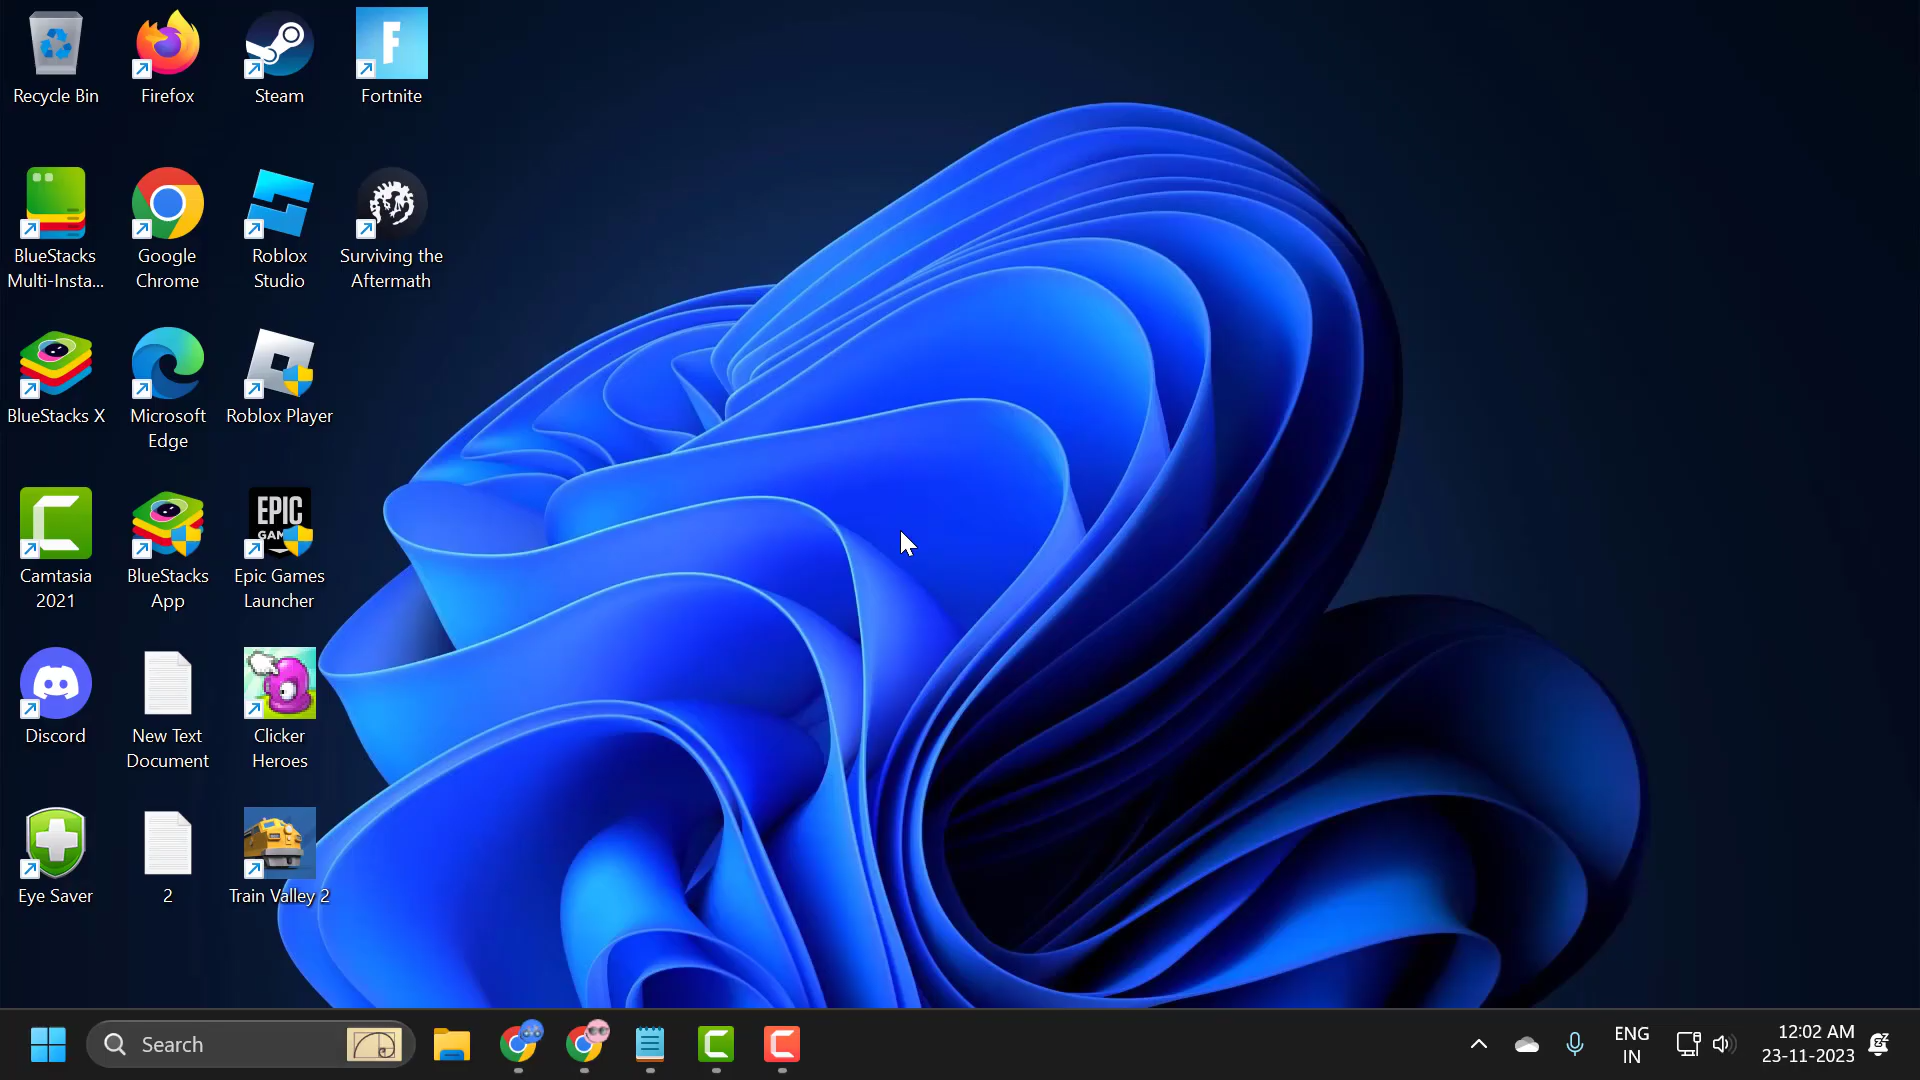 Recycle Bin
Firefox
Steam
F
Fortnite
BlueStacks
Multi-Insta...
Google
Chrome
Roblox
Studio
Surviving the
Aftermath
BlueStacks X
Microsoft
Edge
Roblox Player
Camtasia
2021
BlueStacks
App
EPIC
GAMES
Epic Games
Launcher
Discord
New Text
Document
Clicker
Heroes
Eye Saver
2
Train Valley 2
Search
ENG
IN
12:02 AM
23-11-2023